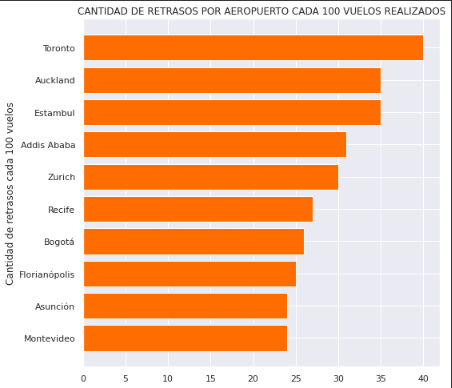 CANTIDAD DE RETRASOS POR AEROPUERTO CADA 100 VUELOS REALIZADOS
Cantidad de retrasos cada 100 vuelos
Toronto
Auckland
Estambul
Addis Ababa
Zurich
Recife
Bogotá
Florianópolis
Asunción
Montevideo
0 5 10 15 20 25 30 35 40